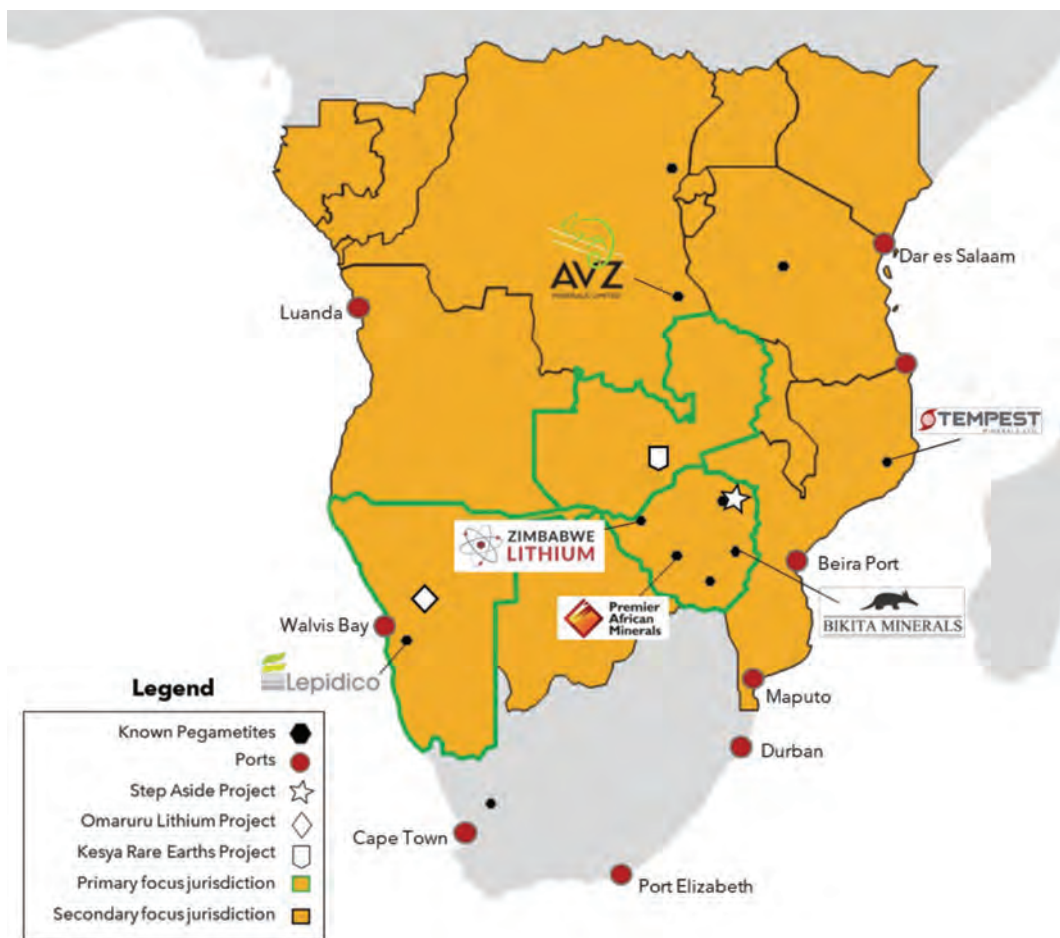 AVZ
MINERALS LIMITED
Dar es Salaam
Luanda
TEMPEST
MINERALS LTD
ZIMBABWE
LITHIUM
Beira Port
Premier
African
Minerals
BIKITA MINERALS
Walvis Bay
Lepidico
Maputo
Durban
Cape Town
Port Elizabeth
Legend
Known Pegametites
Ports
Step Aside Project
Omaruru Lithium Project
Kesya Rare Earths Project
Primary focus jurisdiction
Secondary focus jurisdiction